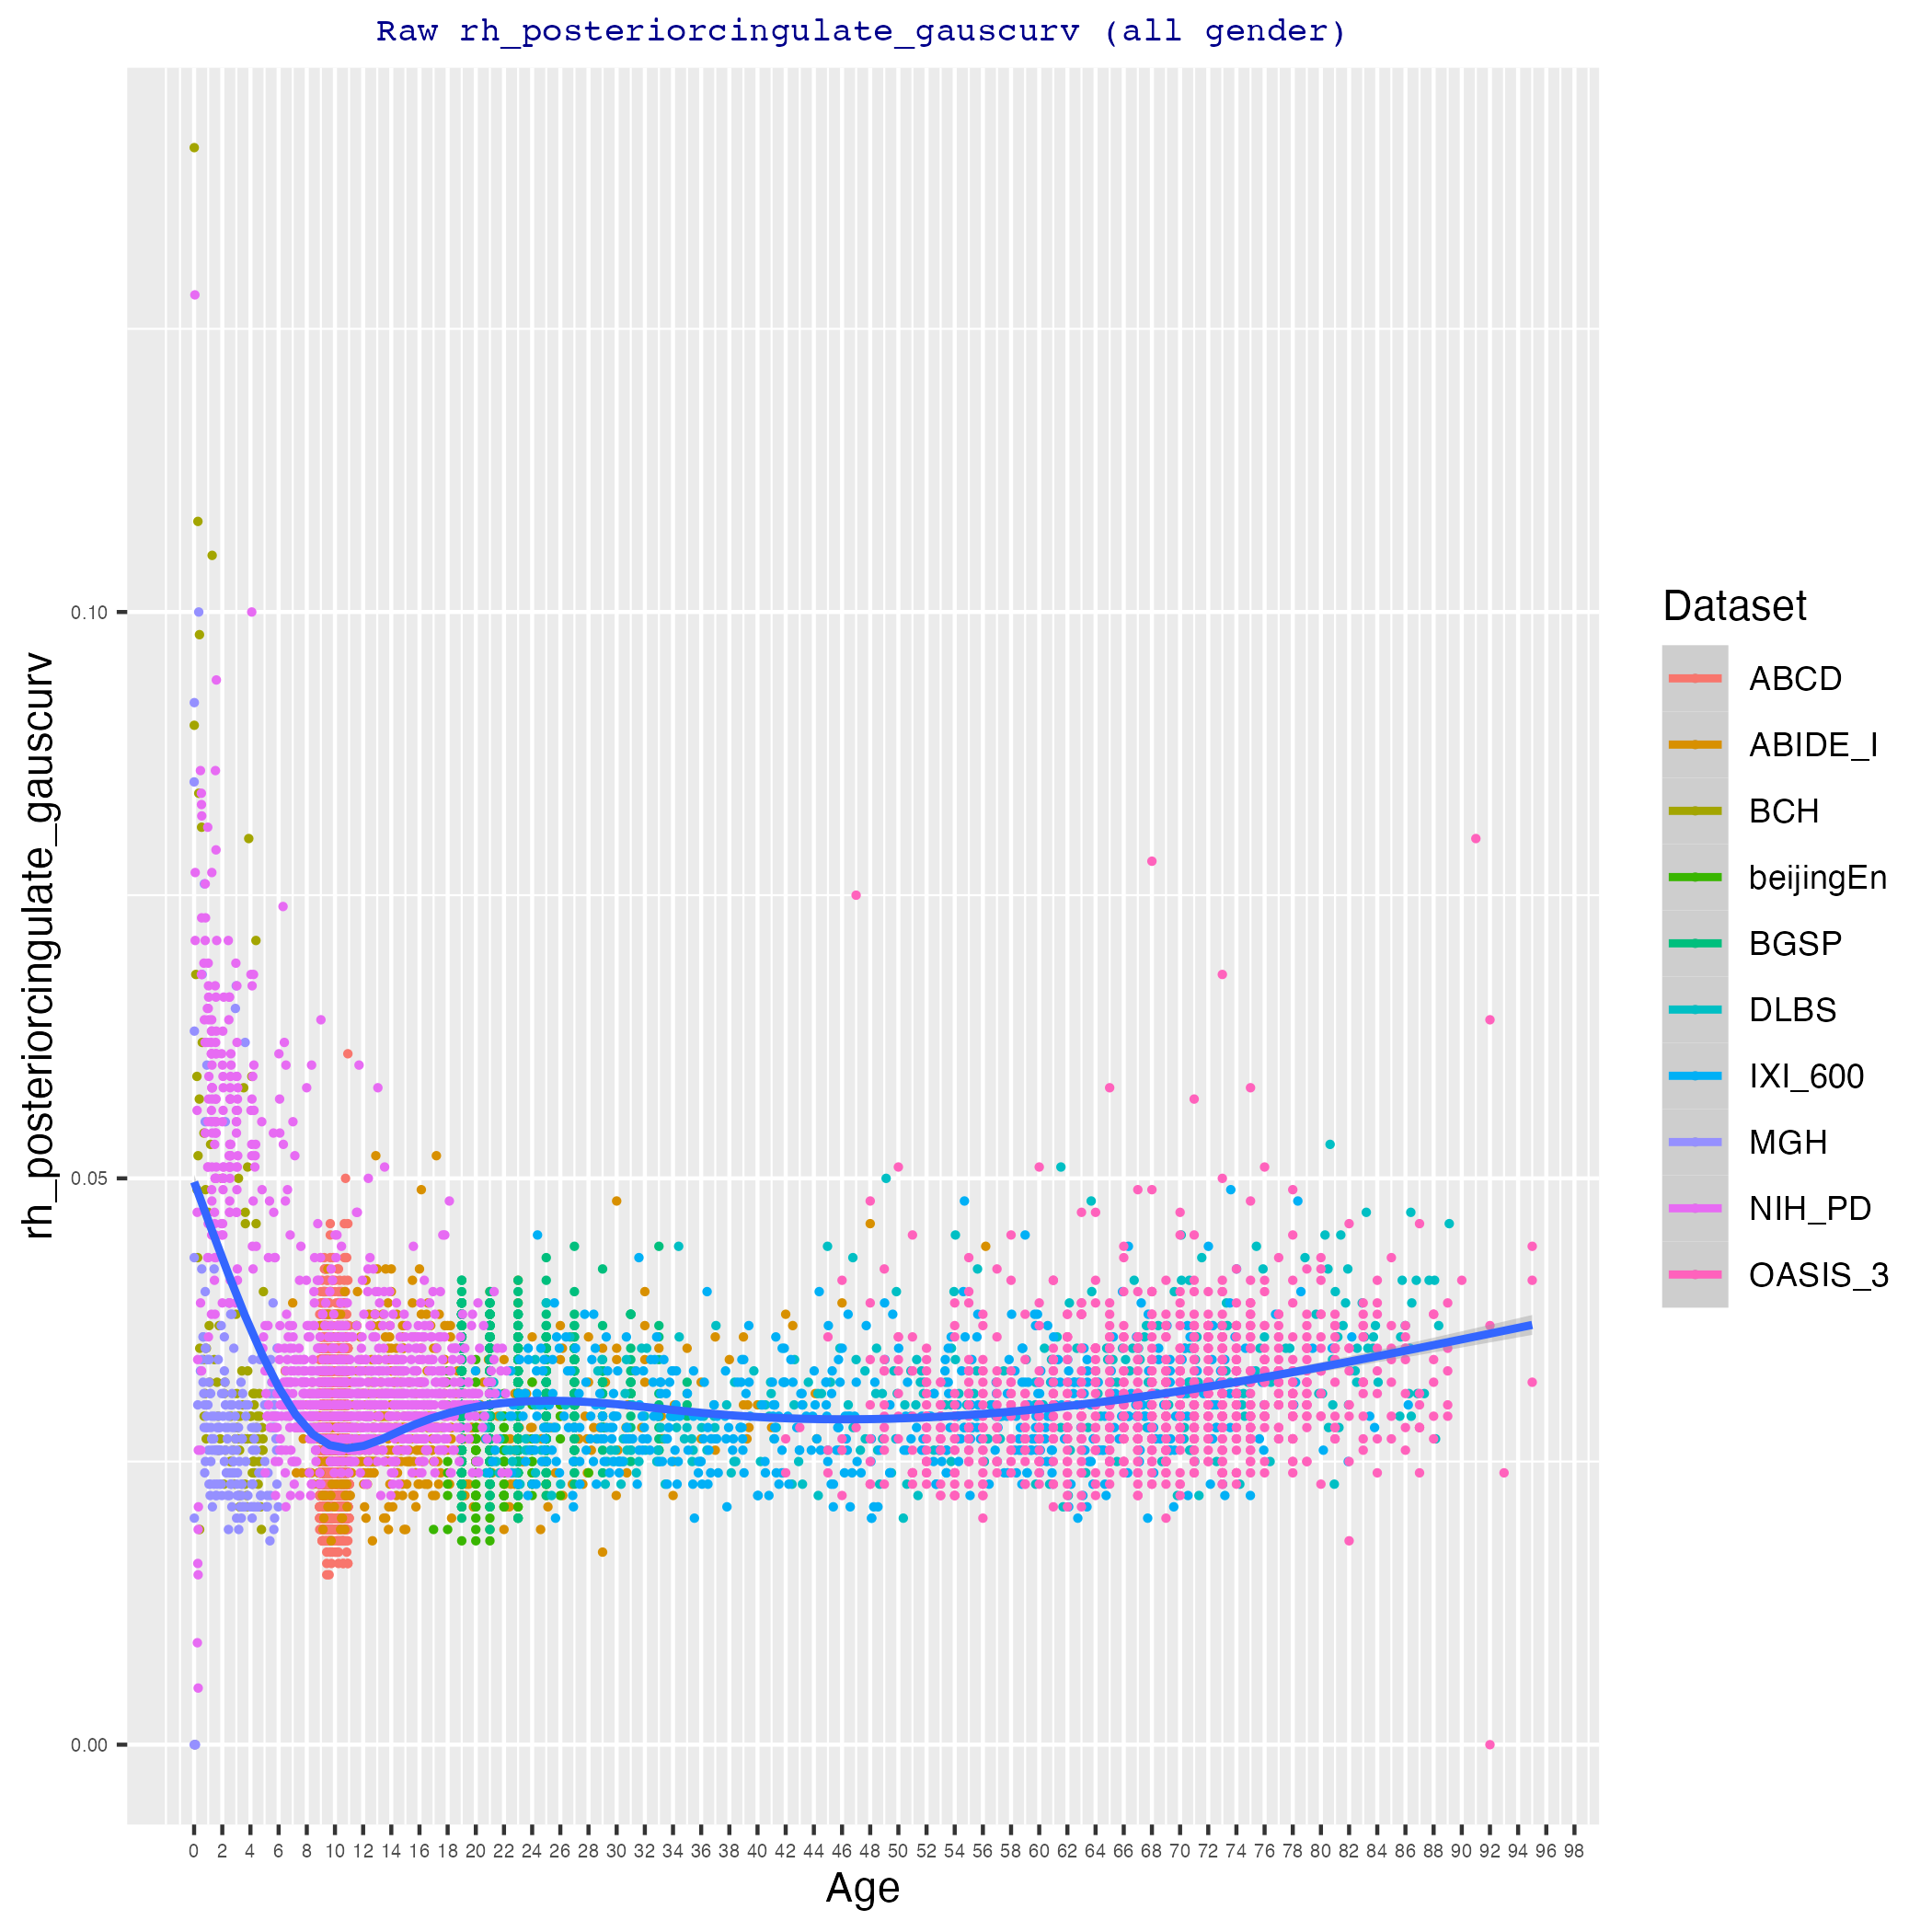 Raw rh_posteriorcingulate_gauscurv (all gender)
rh_posteriorcingulate_gauscurv
0.10
0.05
0.00
0 2 4 6 8 10 12 14 16 18 20 22 24 26 28 30 32 34 36 38 40 42 44 46 48 50 52 54 56 58 60 62 64 66 68 70 72 74 76 78 80 82 84 86 88 90 92 94 96 98
Age
Dataset
ABCD
ABIDE_I
BCH
beijingEn
BGSP
DLBS
IXI_600
MGH
NIH_PD
OASIS_3